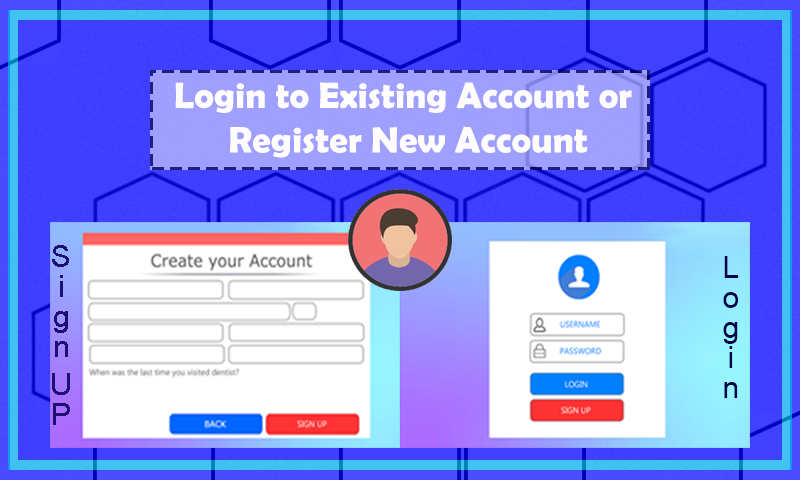 Login to Existing Account or
Register New Account
Sign UP
Create your Account
When was the last time you visited dentist?
BACK
SIGN UP
USERNAME
PASSWORD
LOGIN
SIGN UP
Login